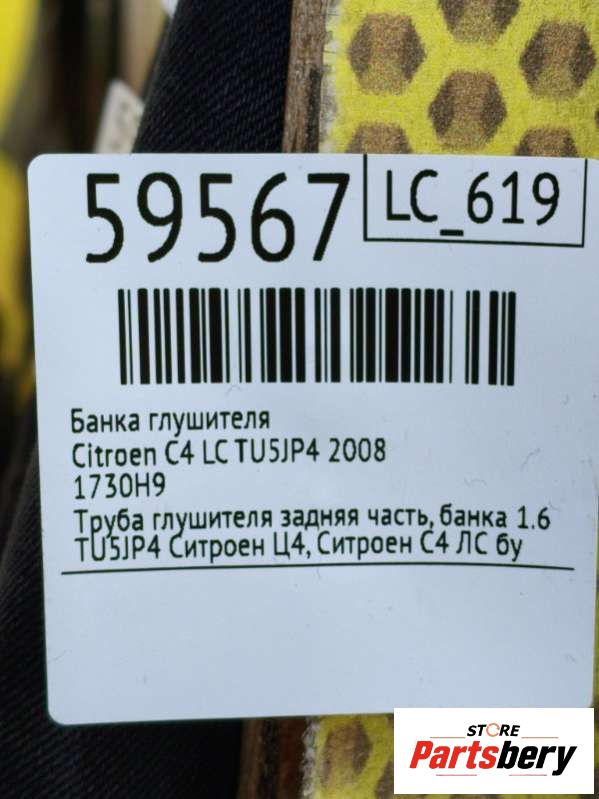 59567
LC_619
Банка глушителя
Citroen C4 LC TU5JP4 2008
1730H9
Труба глушителя задняя часть, банка 1.6
TU5JP4 Ситроен Ц4, Ситроен С4 ЛС бу
STORE
Partsbery